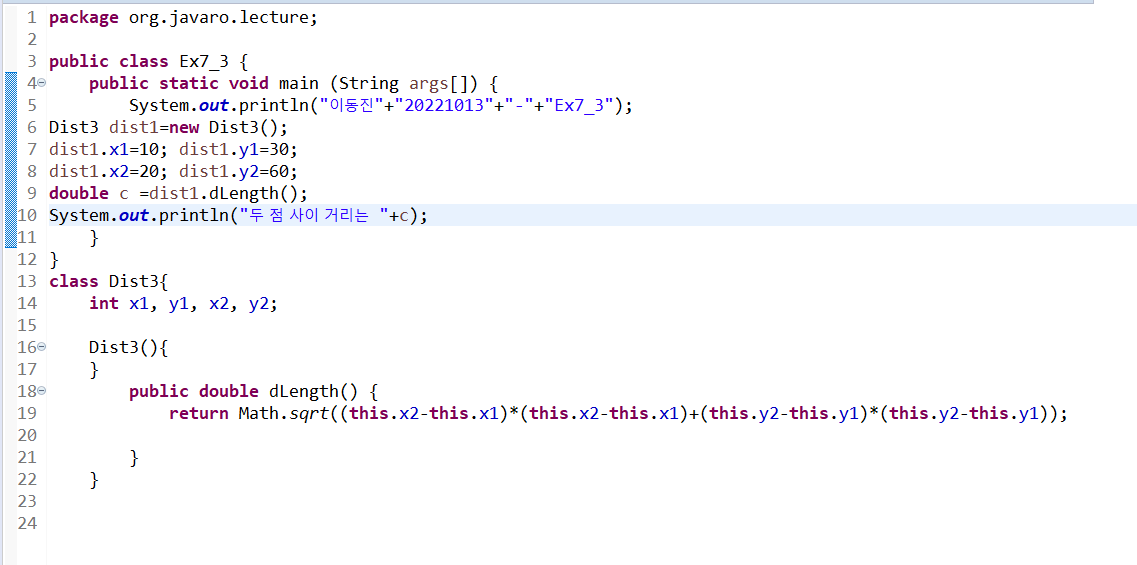 1 package org.javaro.lecture;
2
3 public class Ex7_3 {
4 public static void main (String args[]) {
5 System.out.println("이동진"+"20221013"+"-"+"Ex7_3");
6 Dist3 dist1=new Dist3();
7 dist1.x1=10; dist1.y1=30;
8 dist1.x2=20; dist1.y2=60;
9 double c =dist1.dLength();
10 System.out.println("두 점 사이 거리는 "+c);
11 }
12 }
13 class Dist3{
14 int x1, y1, x2, y2;
15
16 Dist3(){
17 }
18 public double dLength() {
19 return Math.sqrt((this.x2-this.x1)*(this.x2-this.x1)+(this.y2-this.y1)*(this.y2-this.y1));
20
21 }
22 }
23
24